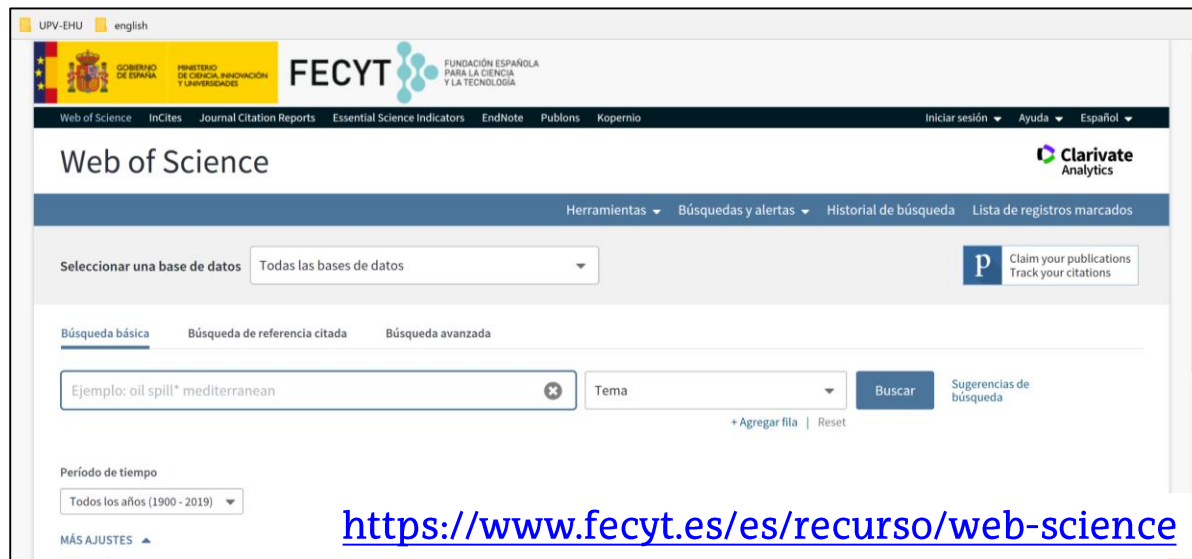 UPV-EHU english
GOBIERNO
DE ESPAÑA
MINISTERIO
DE CIENCIA, INNOVACIÓN
Y UNIVERSIDADES
FECYT
FUNDACIÓN ESPAÑOLA
PARA LA CIENCIA
Y LA TECNOLOGÍA
Web of Science InCites Journal Citation Reports Essential Science Indicators EndNote Publons Kopernio Iniciar sesión Ayuda Español
Web of Science
Clarivate
Analytics
Herramientas Búsquedas y alertas Historial de búsqueda Lista de registros marcados
Seleccionar una base de datos Todas las bases de datos
p
Claim your publications
Track your citations
Búsqueda básica Búsqueda de referencia citada Búsqueda avanzada
Ejemplo: oil spill* mediterranean Tema Buscar
Sugerencias de
búsqueda
+ Agregar fila | Reset
Período de tiempo
Todos los años (1900 - 2019)
MÁS AJUSTES
https://www.fecyt.es/es/recurso/web-science